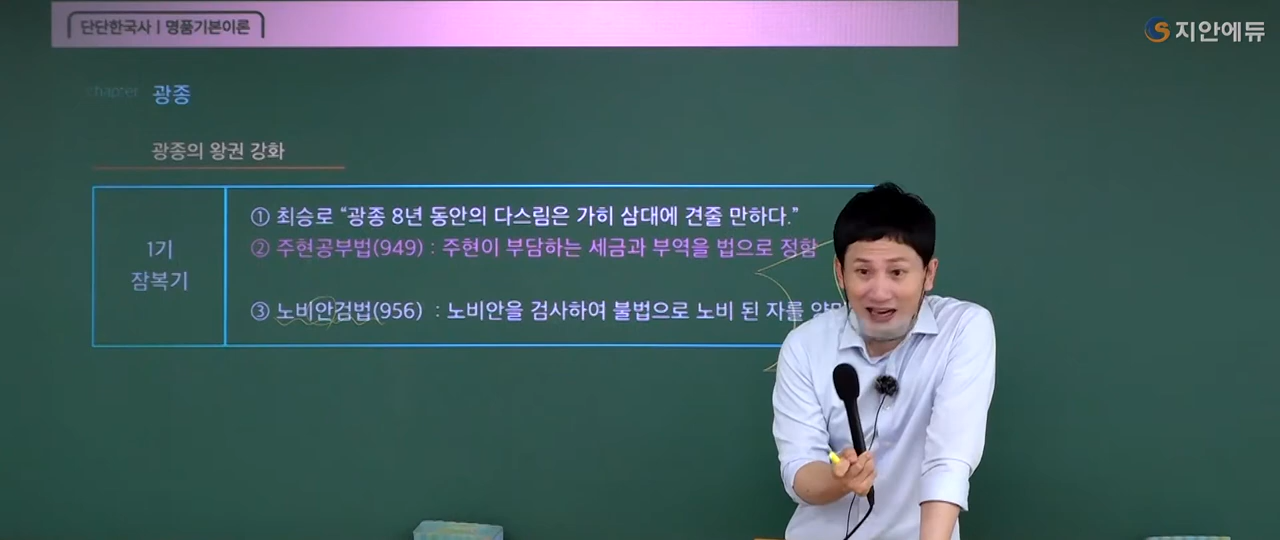 단단한국사 | 명품기본이론
지안에듀
chapter 광종
광종의 왕권 강화
1기
잠복기
① 최승로 “광종 8년 동안의 다스림은 가히 삼대에 견줄 만하다.”
② 주현공부법(949) : 주현이 부담하는 세금과 부역을 법으로 정함
③ 노비안검법(956) : 노비안을 검사하여 불법으로 노비 된 자를